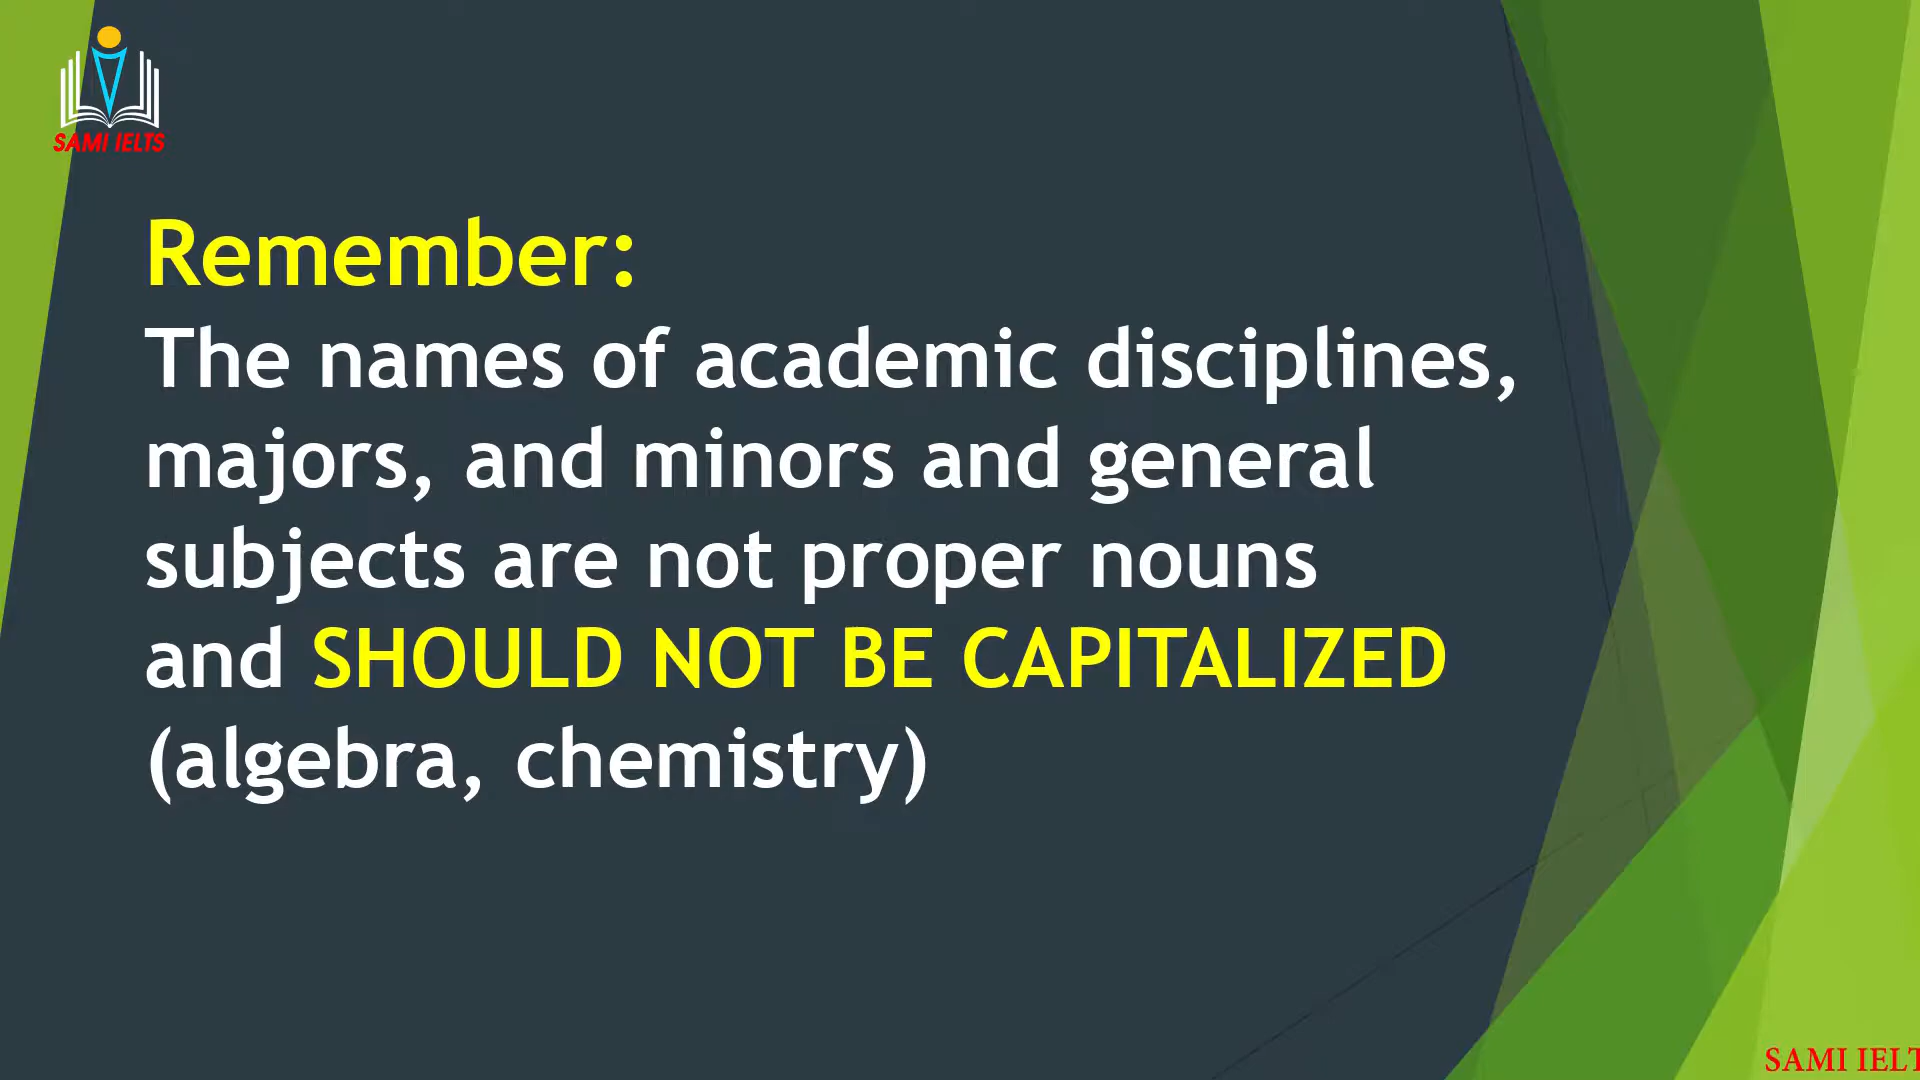 SAMI IELTS
Remember:
The names of academic disciplines,
majors, and minors and general
subjects are not proper nouns
and SHOULD NOT BE CAPITALIZED
(algebra, chemistry)
SAMI IELT